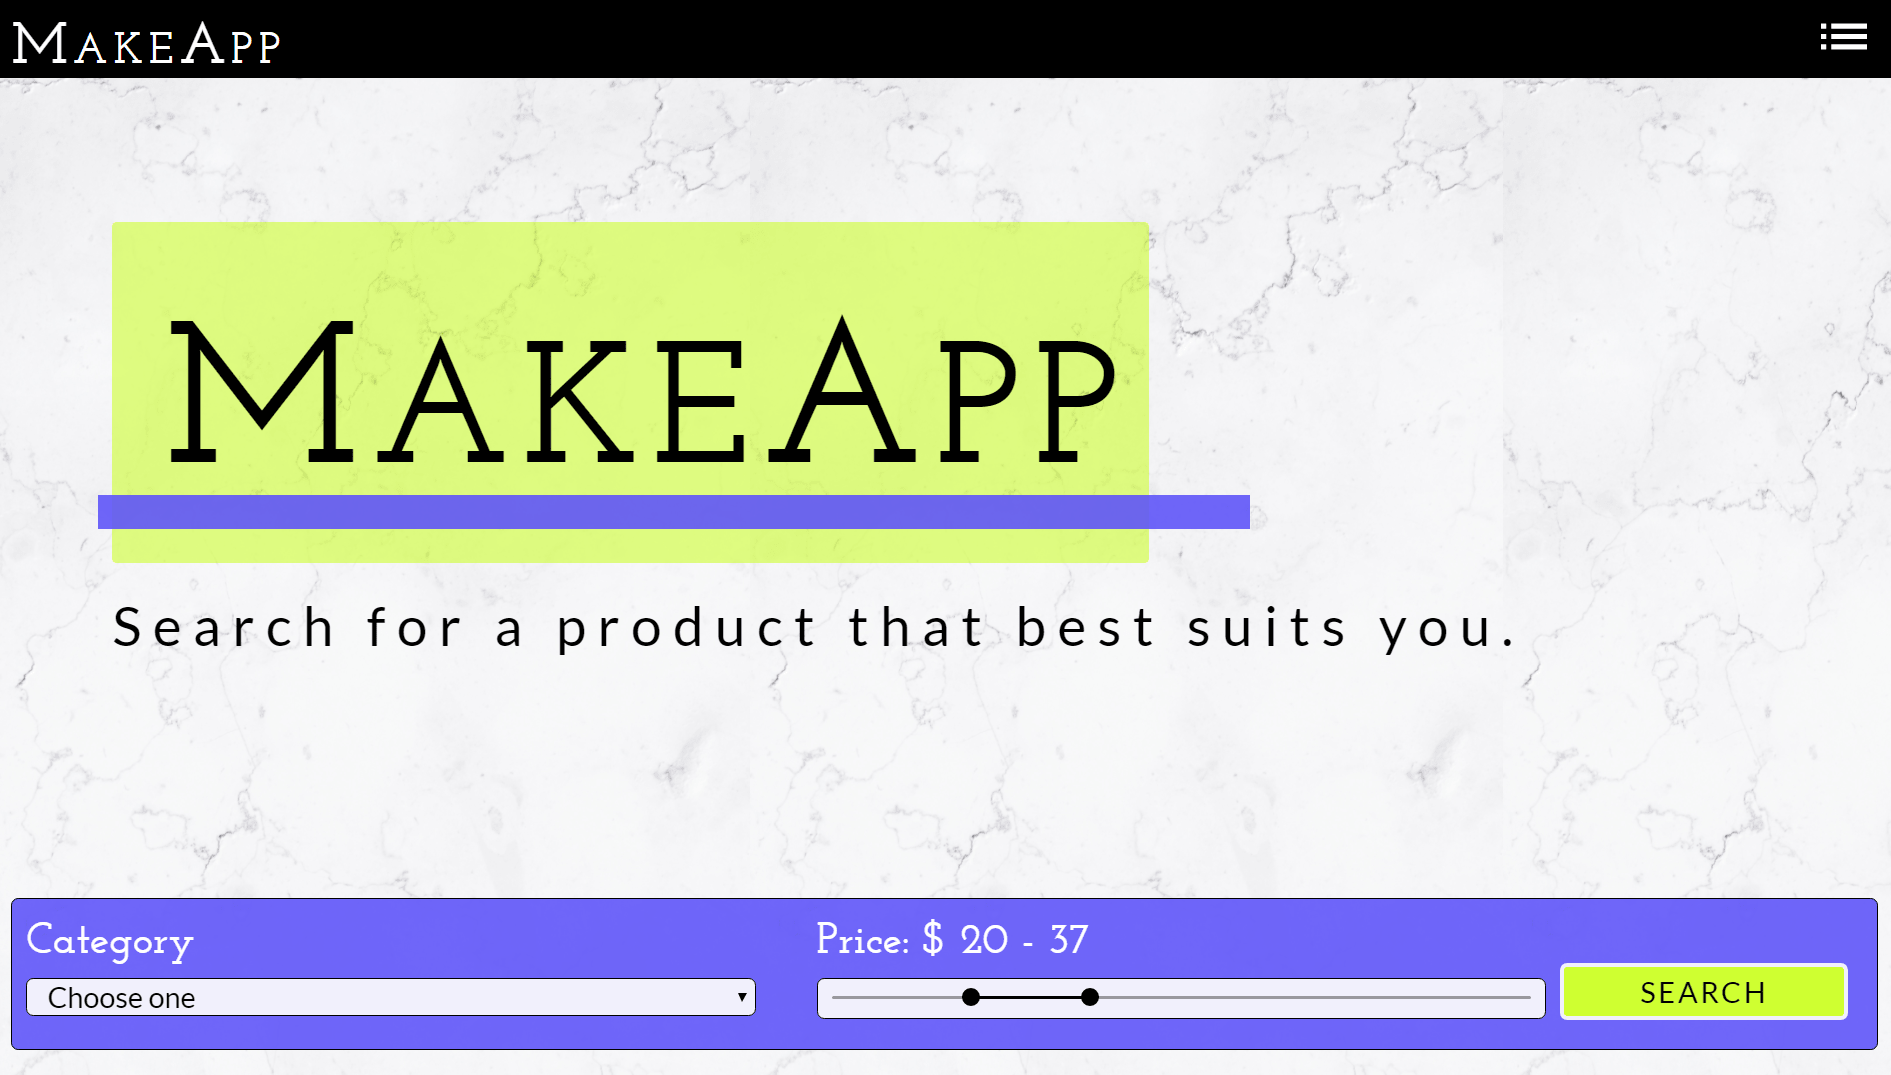 MakeApp
MakeApp
Search for a product that best suits you.
Category
Price: $ 20 - 37
Choose one
SEARCH